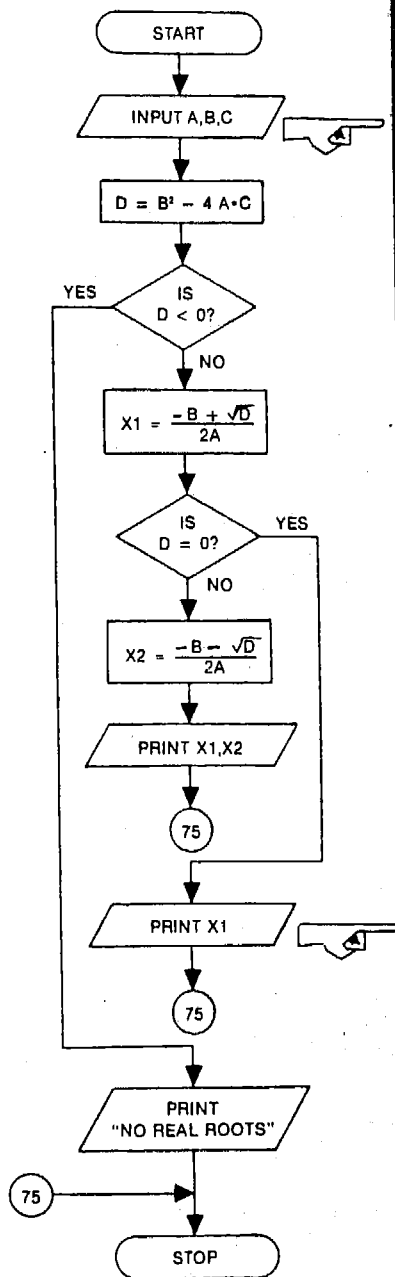 START
INPUT A,B,C
D = B² − 4 A•C
YES
IS
D < 0?
NO
X1 = −B + √D / 2A
IS
D = 0?
YES
NO
X2 = −B − √D / 2A
PRINT X1,X2
75
PRINT X1
75
PRINT
"NO REAL ROOTS"
75
STOP